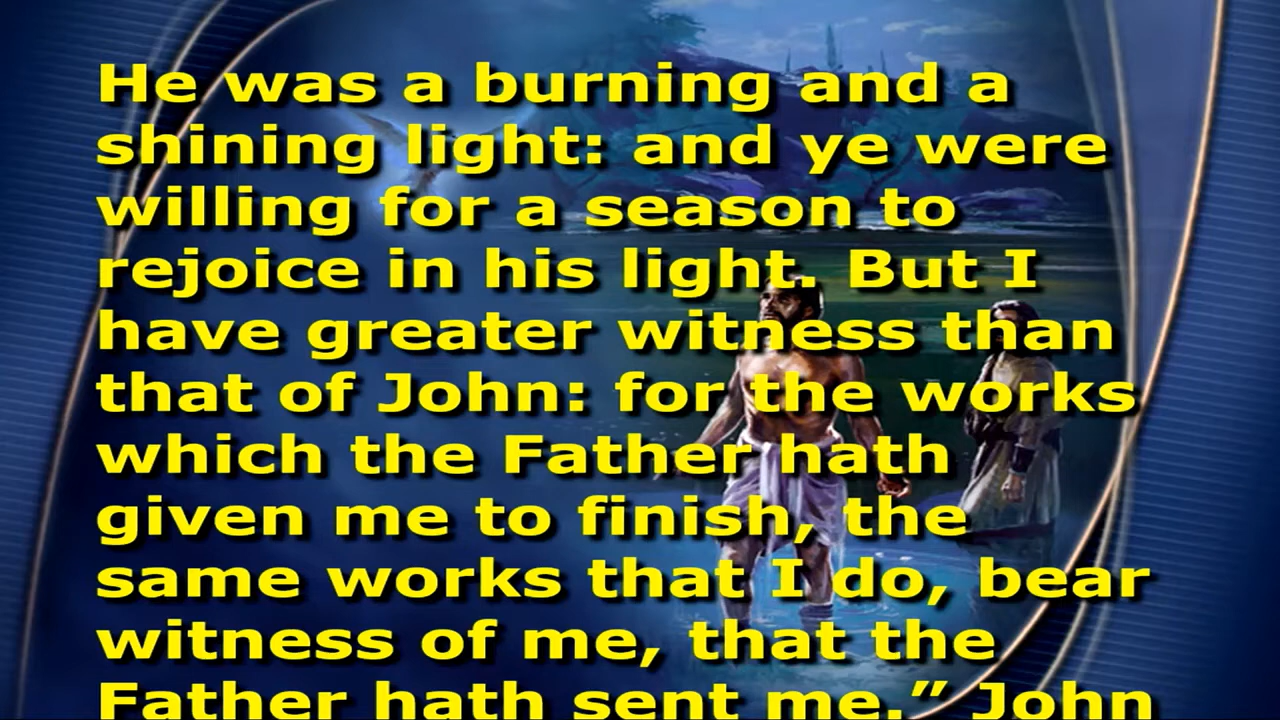 He was a burning and a
shining light: and ye were
willing for a season to
rejoice in his light. But I
have greater witness than
that of John: for the works
which the Father hath
given me to finish, the
same works that I do, bear
witness of me, that the
Father hath sent me.” John